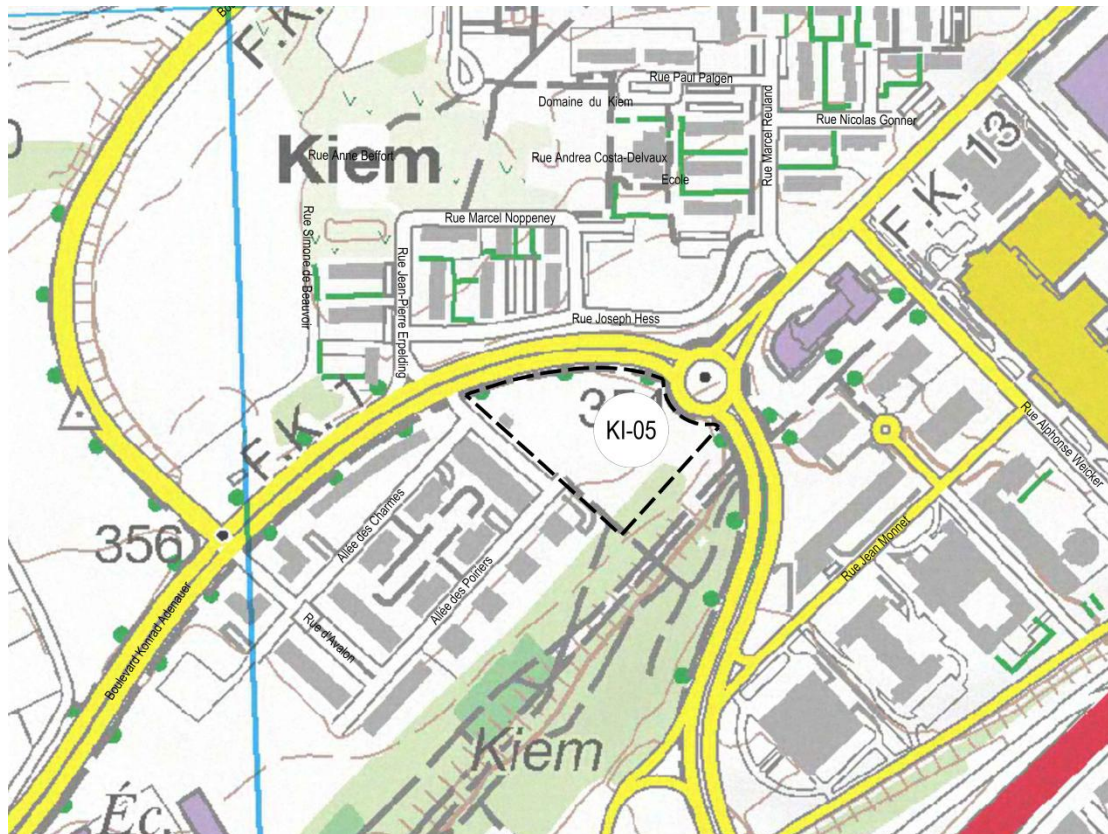 F.K.
Rue Paul Palgen
Domaine du Kiem
Rue Nicolas Gonner
Rue Marcel Reuland
13
Kiem
Rue Anne Beffort
Rue Andrea Costa-Delvaux
Ecole
F.K.
Rue Marcel Noppeney
Rue Simone de Beauvoir
Rue Jean-Pierre Erpelding
Rue Joseph Hess
KI-05
F.K. 1
Rue Alphonse Weicker
356
Allée des Charmes
Rue Jean Monner
Allée des Poiriers
Rue d'Avalon
Boulevard Konrad Adenauer
Kiem
Éc.